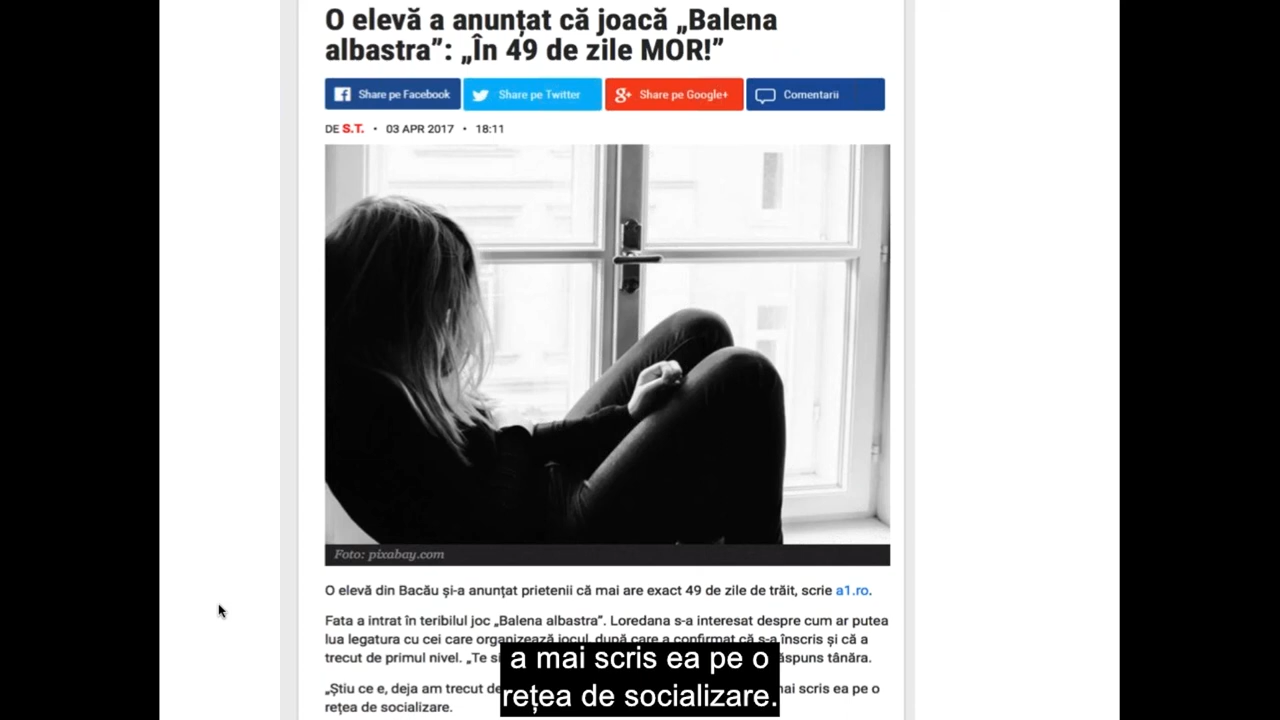 O elevă a anunțat că joacă „Balena
albastra”: „În 49 de zile MOR!”
Share pe Facebook
Share pe Twitter
Share pe Google+
Comentarii
DE S.T. • 03 APR 2017 • 18:11
Foto: pixabay.com
O elevă din Bacău și-a anunțat prietenii că mai are exact 49 de zile de trăit, scrie a1.ro.
Fata a intrat în teribilul joc „Balena albastra”. Loredana s-a interesat despre cum ar putea
lua legatura cu cei care organizează jocul, după care a confirmat că s-a înscris și că a
trecut de primul nivel. „Te
tânăra.
„Știu ce e, deja am trecut
scris ea pe o
rețea de socializare.
a mai scris ea pe o
rețea de socializare.